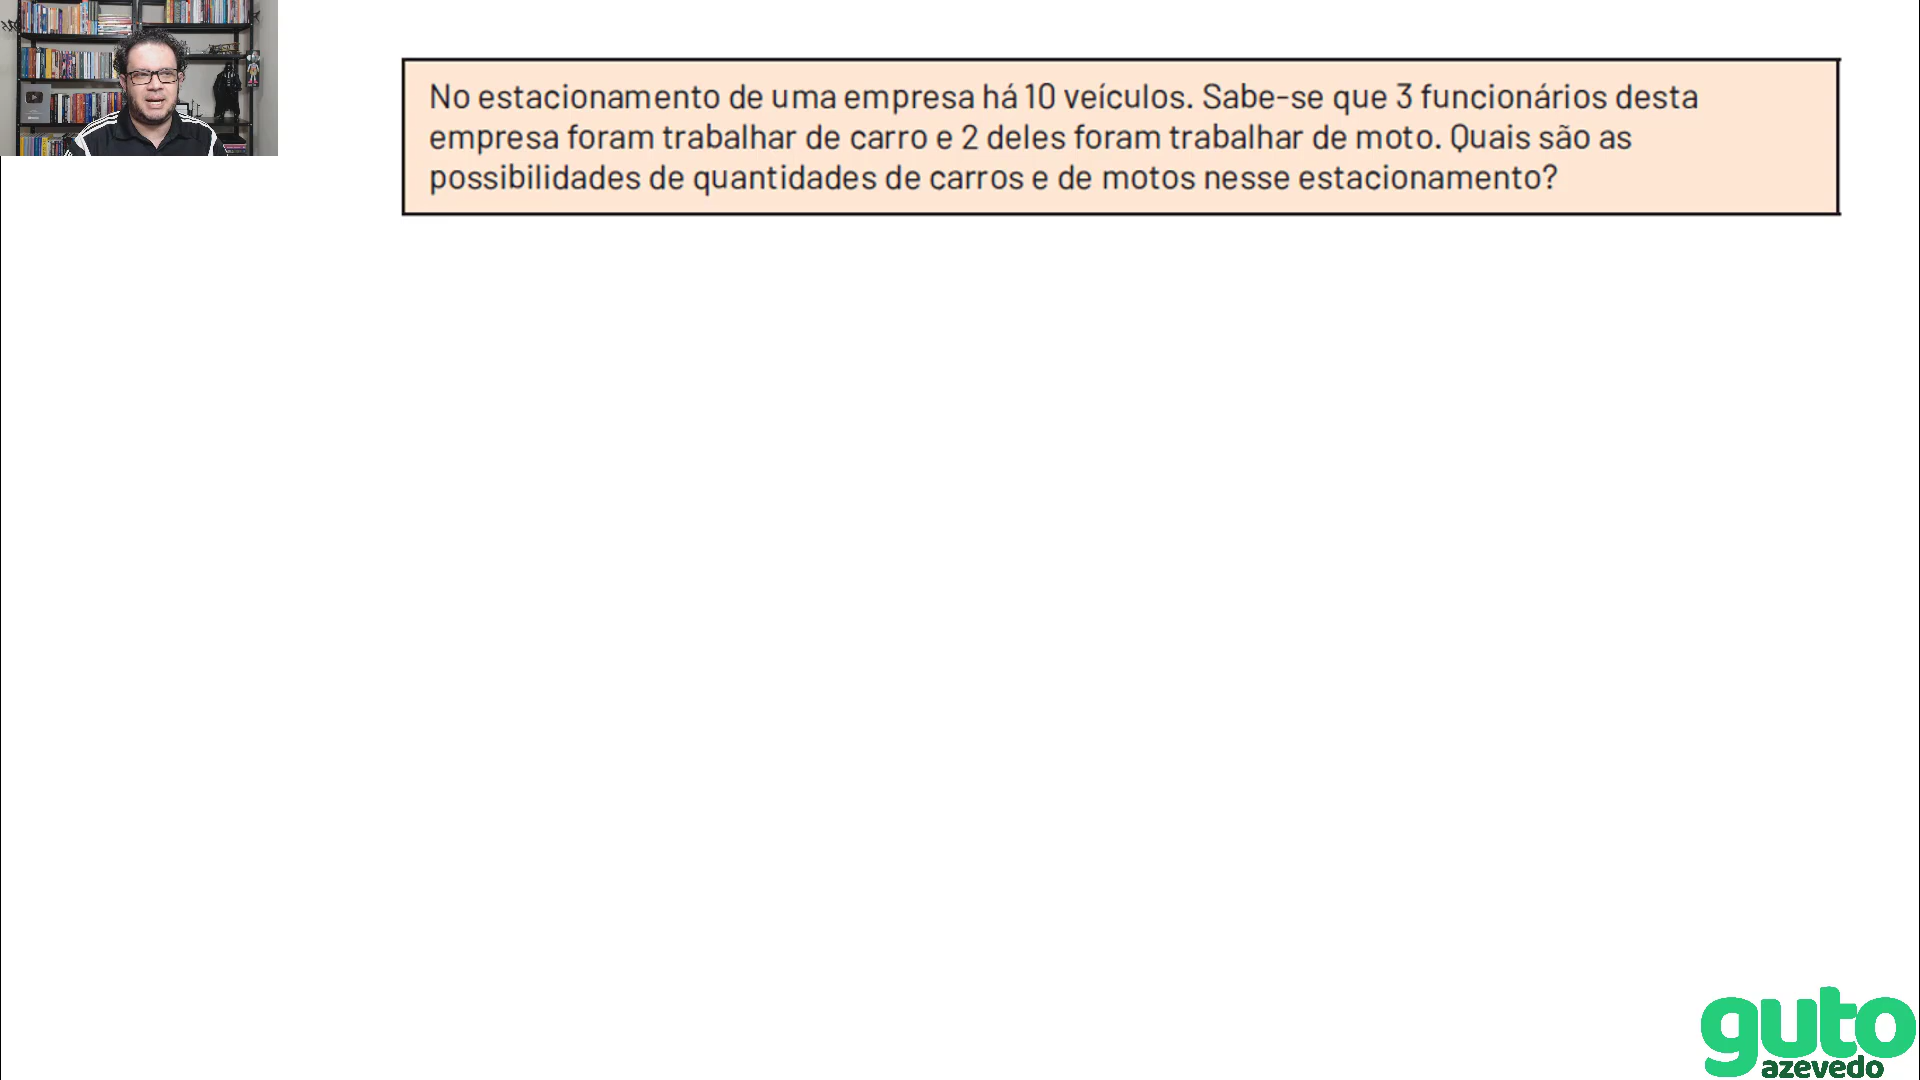 No estacionamento de uma empresa há 10 veículos. Sabe-se que 3 funcionários desta
empresa foram trabalhar de carro e 2 deles foram trabalhar de moto. Quais são as
possibilidades de quantidades de carros e de motos nesse estacionamento?
guto
azevedo